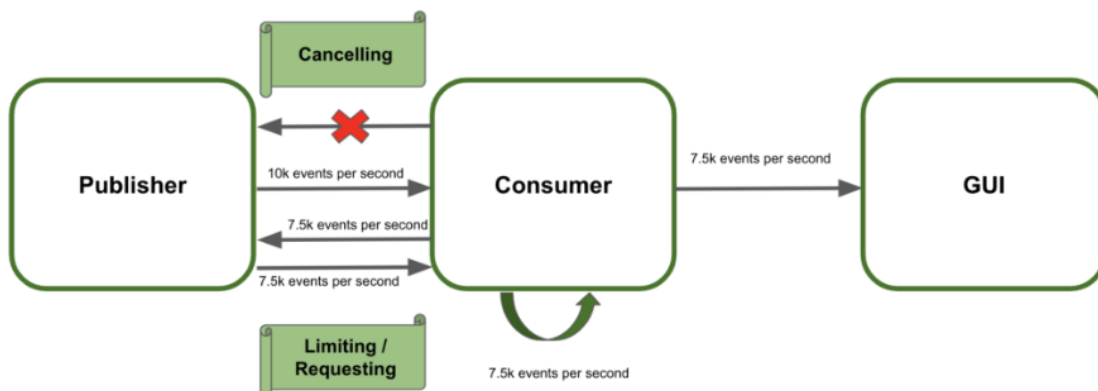 Cancelling
Publisher
10k events per second
7.5k events per second
7.5k events per second
Consumer
7.5k events per second
GUI
Limiting /
Requesting
7.5k events per second